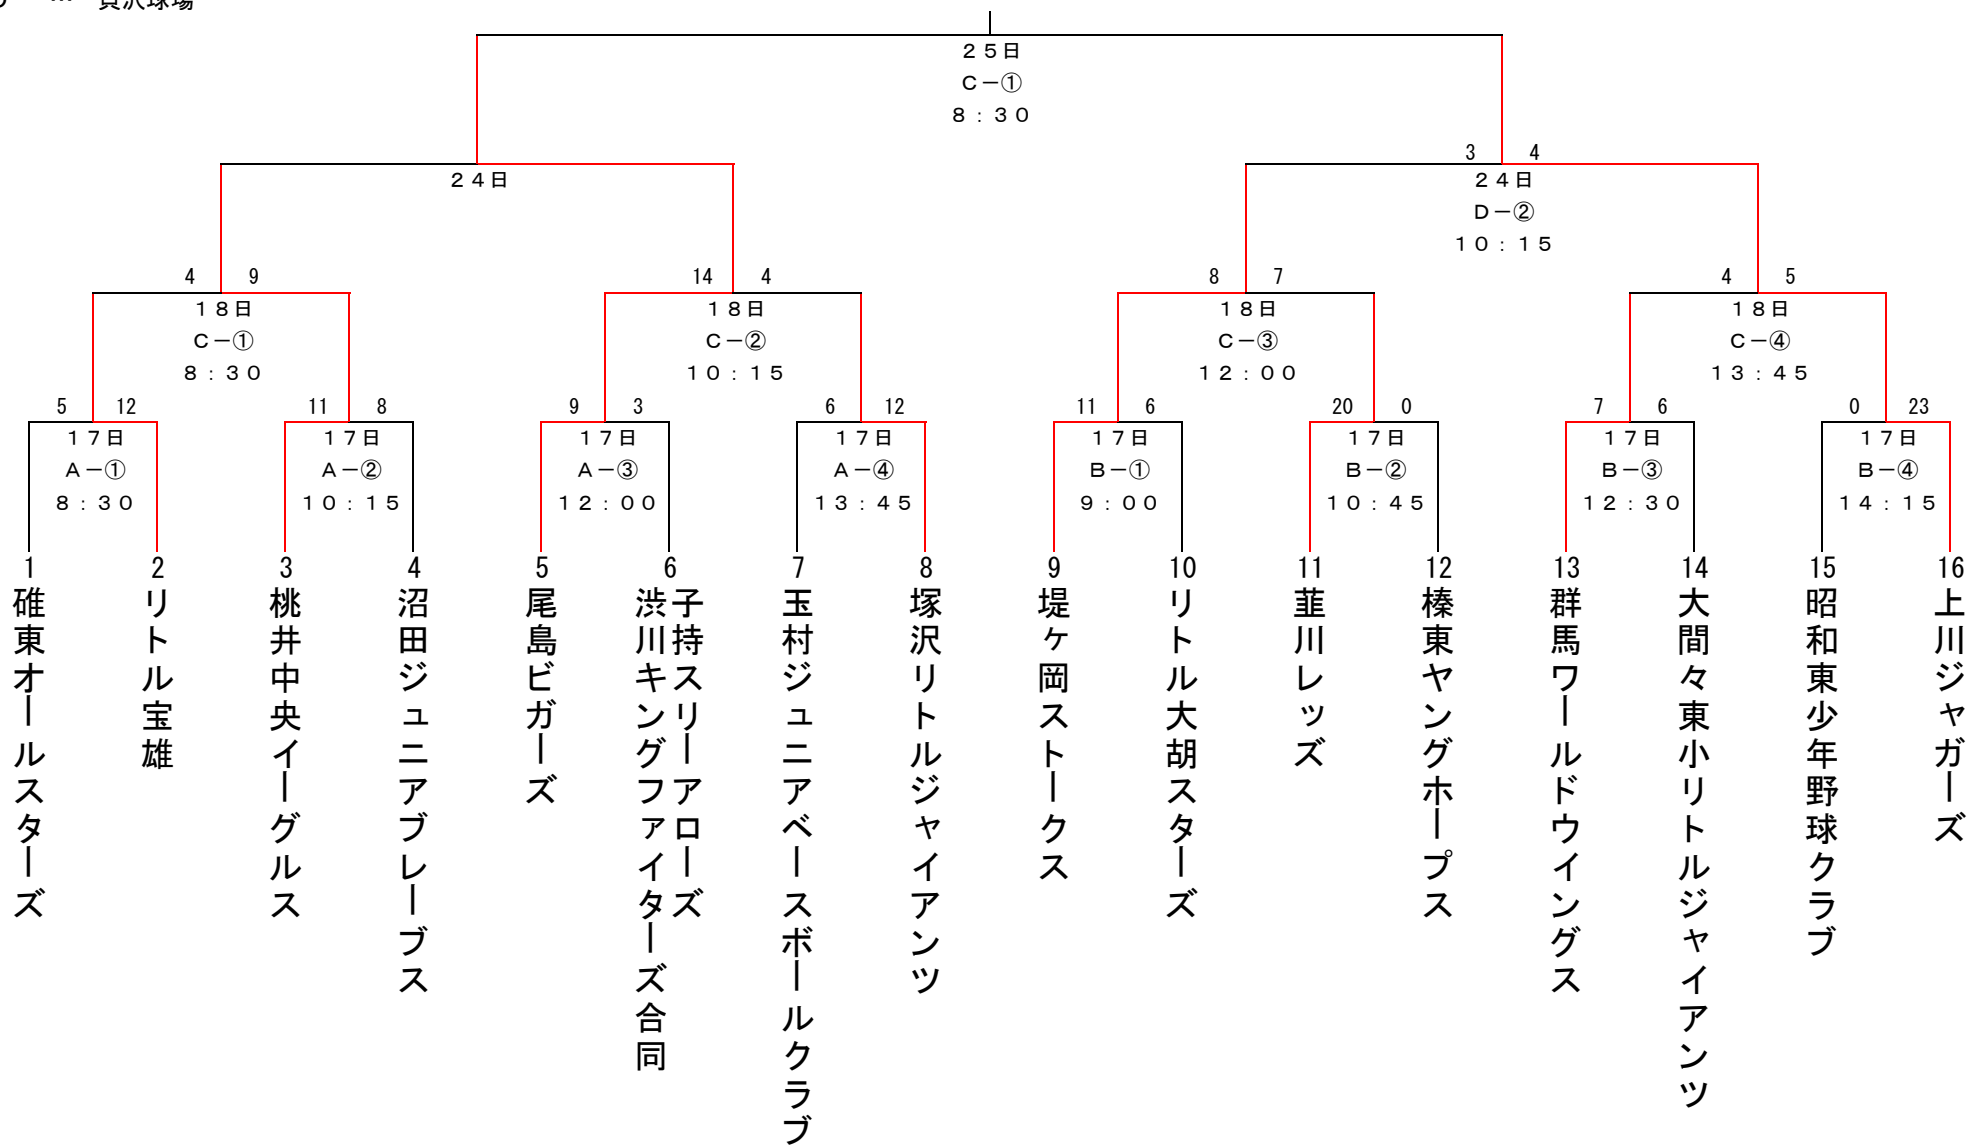 … 貝沢球場
２５日
Ｃ－①
８：３０
3 4
２４日
２４日
Ｄ－②
１０：１５
4 9
14 4
8 7
4 5
１８日
Ｃ－①
８：３０
１８日
Ｃ－②
１０：１５
１８日
Ｃ－③
１２：００
１８日
Ｃ－④
１３：４５
5 12
11 8
9 3
6 12
11 6
20 0
7 6
0 23
１７日
Ａ－①
８：３０
１７日
Ａ－②
１０：１５
１７日
Ａ－③
１２：００
１７日
Ａ－④
１３：４５
１７日
Ｂ－①
９：００
１７日
Ｂ－②
１０：４５
１７日
Ｂ－③
１２：３０
１７日
Ｂ－④
１４：１５
1
碓東オールスターズ
2
リトル宝雄
3
桃井中央イーグルス
4
沼田ジュニアブレーブス
5
尾島ビガーズ
6
子持スリーアローズ
渋川キングファイターズ合同
7
玉村ジュニアベースボールクラブ
8
塚沢リトルジャイアンツ
9
堤ヶ岡ストークス
10
リトル大胡スターズ
11
韮川レッズ
12
榛東ヤングホープス
13
群馬ワールドウイングス
14
大間々東小リトルジャイアンツ
15
昭和東少年野球クラブ
16
上川ジャガーズ